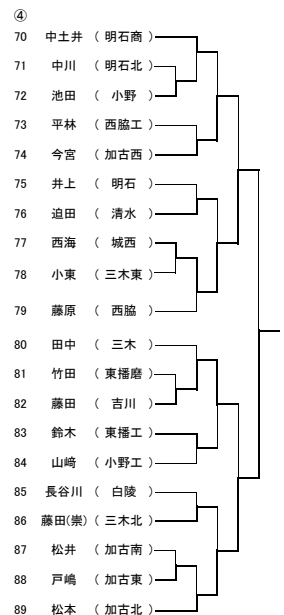 ④
70 中土井 （ 明石商 ）
71 中川 （ 明石北 ）
72 池田 （ 小野 ）
73 平林 （ 西脇工 ）
74 今宮 （ 加古西 ）
75 井上 （ 明石 ）
76 迫田 （ 清水 ）
77 西海 （ 城西 ）
78 小東 （ 三木東 ）
79 藤原 （ 西脇 ）
80 田中 （ 三木 ）
81 竹田 （ 東播磨 ）
82 藤田 （ 吉川 ）
83 鈴木 （ 東播工 ）
84 山﨑 （ 小野工 ）
85 長谷川 （ 白陵 ）
86 藤田(崇) （ 三木北 ）
87 松井 （ 加古南 ）
88 戸嶋 （ 加古東 ）
89 松本 （ 加古北 ）